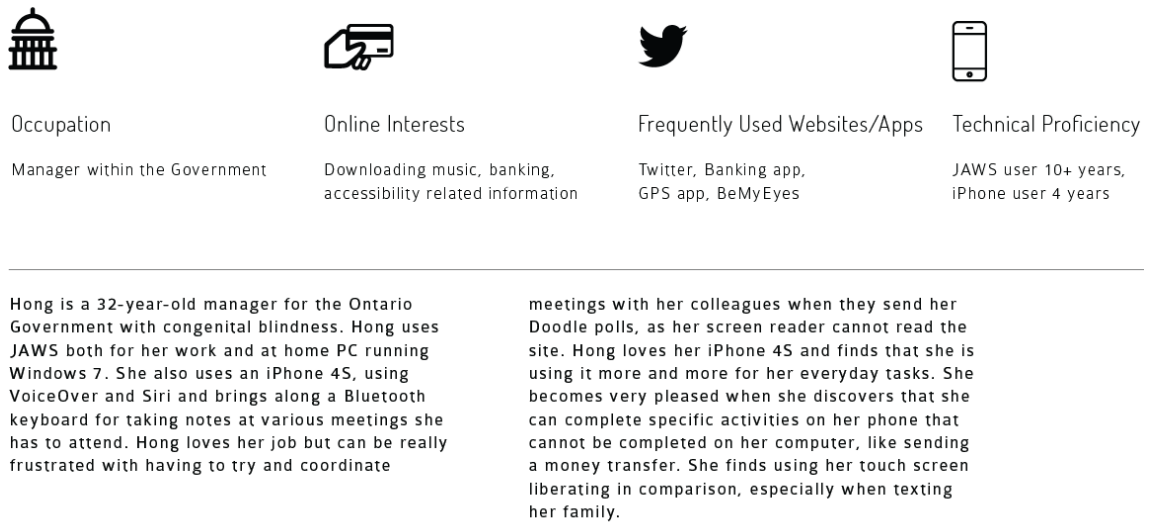 Occupation
Manager within the Government
Online Interests
Downloading music, banking,
accessibility related information
Frequently Used Websites/Apps
Twitter, Banking app,
GPS app, BeMyEyes
Technical Proficiency
JAWS user 10+ years,
iPhone user 4 years
Hong is a 32-year-old manager for the Ontario
Government with congenital blindness. Hong uses
JAWS both for her work and at home PC running
Windows 7. She also uses an iPhone 4S, using
VoiceOver and Siri and brings along a Bluetooth
keyboard for taking notes at various meetings she
has to attend. Hong loves her job but can be really
frustrated with having to try and coordinate
meetings with her colleagues when they send her
Doodle polls, as her screen reader cannot read the
site. Hong loves her iPhone 4S and finds that she is
using it more and more for her everyday tasks. She
becomes very pleased when she discovers that she
can complete specific activities on her phone that
cannot be completed on her computer, like sending
a money transfer. She finds using her touch screen
liberating in comparison, especially when texting
her family.